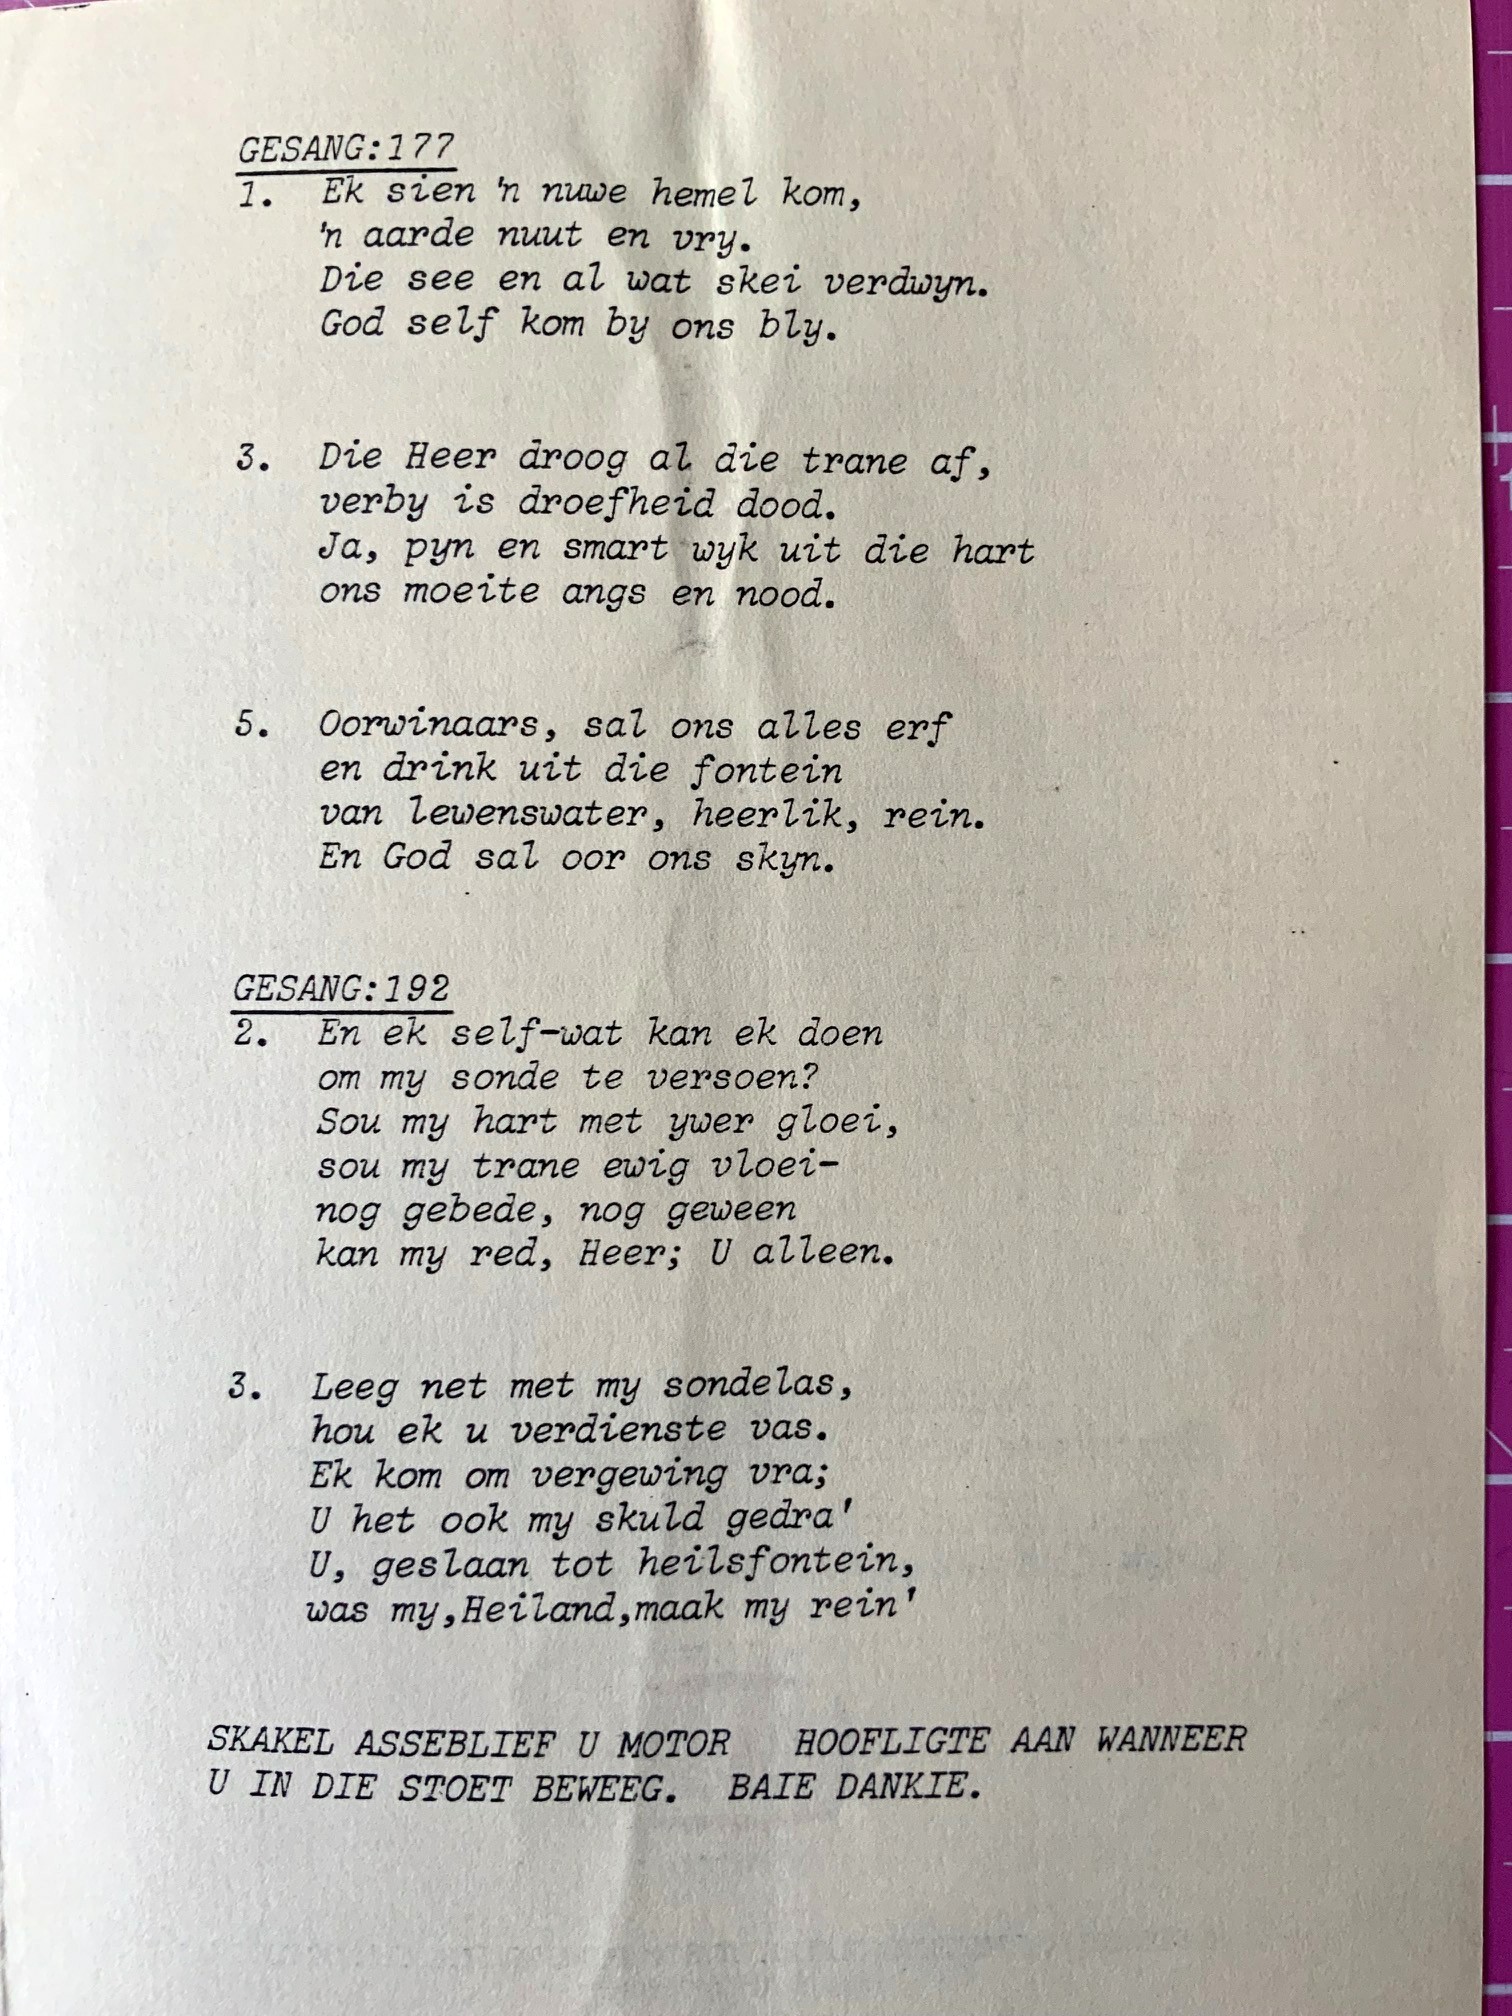 GESANG:177
1. Ek sien 'n nuwe hemel kom,
'n aarde nuut en vry.
Die see en al wat skei verdwyn.
God self kom by ons bly.
3. Die Heer droog al die trane af,
verby is droefheid dood.
Ja, pyn en smart wyk uit die hart
ons moeite angs en nood.
5. Oorwinaars, sal ons alles erf
en drink uit die fontein
van lewenswater, heerlik, rein.
En God sal oor ons skyn.
GESANG:192
2. En ek self-wat kan ek doen
om my sonde te versoen?
Sou my hart met ywer gloei,
sou my trane ewig vloei-
nog gebede, nog geween
kan my red, Heer; U alleen.
3. Leeg net met my sondelas,
hou ek u verdienste vas.
Ek kom om vergewing vra;
U het ook my skuld gedra'
U, geslaan tot heilsfontein,
was my,Heiland,maak my rein'
SKAKEL ASSEBLIEF U MOTOR HOOFLIGTE AAN WANNEER
U IN DIE STOET BEWEEG. BAIE DANKIE.